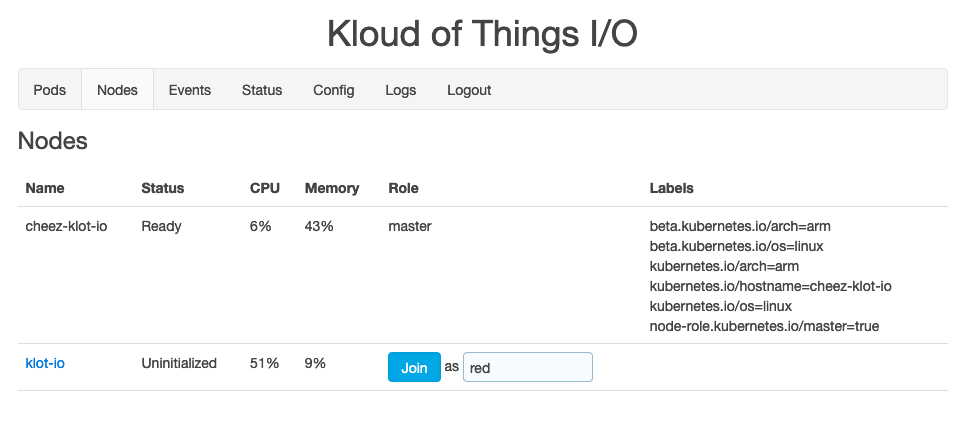 Kloud of Things I/O
Pods Nodes Events Status Config Logs Logout
Nodes
Name Status CPU Memory Role Labels
cheez-klot-io Ready 6% 43% master beta.kubernetes.io/arch=arm
beta.kubernetes.io/os=linux
kubernetes.io/arch=arm
kubernetes.io/hostname=cheez-klot-io
kubernetes.io/os=linux
node-role.kubernetes.io/master=true
klot-io Uninitialized 51% 9% Join as red